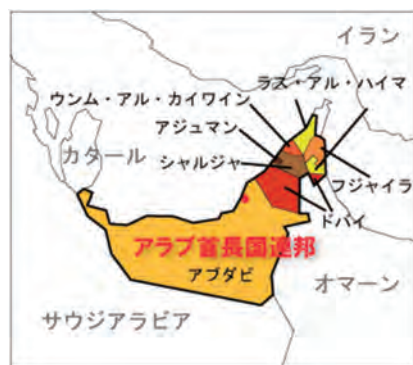 イラン
ラス・アル・ハイマ
ウンム・アル・カイワイン
アジュマン
カタール
シャルジャ
フジャイラ
ドバイ
アラブ首長国連邦
アブダビ
オマーン
サウジアラビア